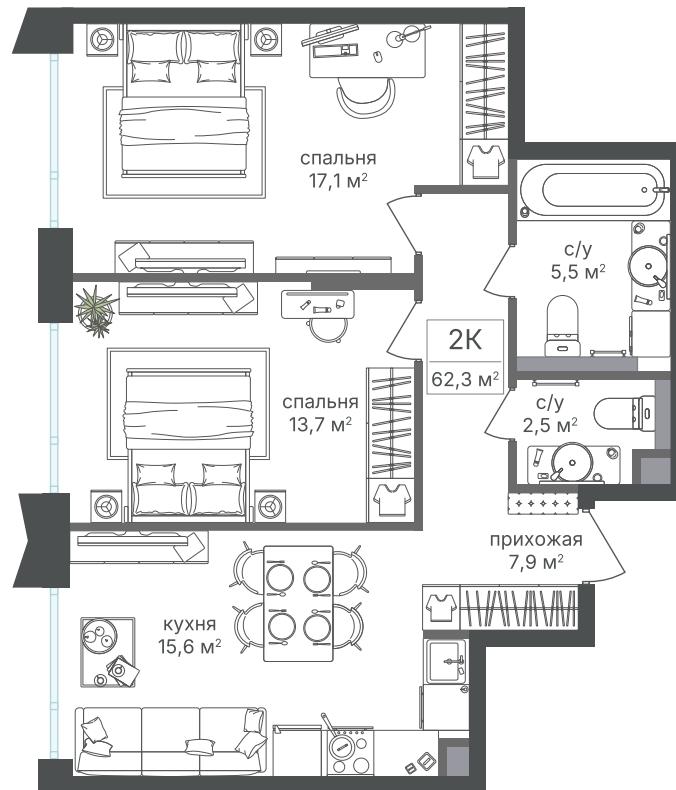 спальня
17,1 м²
с/у
5,5 м²
2К
62,3 м²
спальня
13,7 м²
с/у
2,5 м²
прихожая
7,9 м²
кухня
15,6 м²